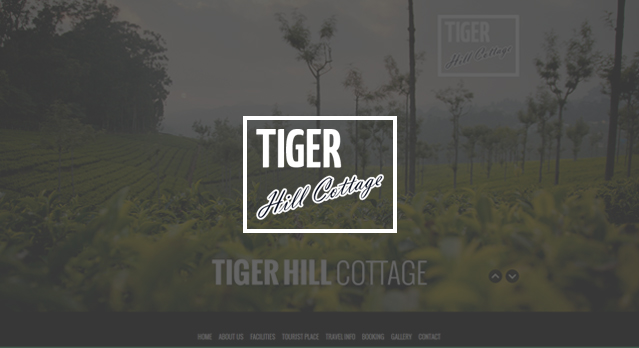 TIGER
Hill Cottage
TIGER
Hill Cottage
TIGER HILL COTTAGE
HOME ABOUT US FACILITIES TOURIST PLACE TRAVEL INFO BOOKING GALLERY CONTACT